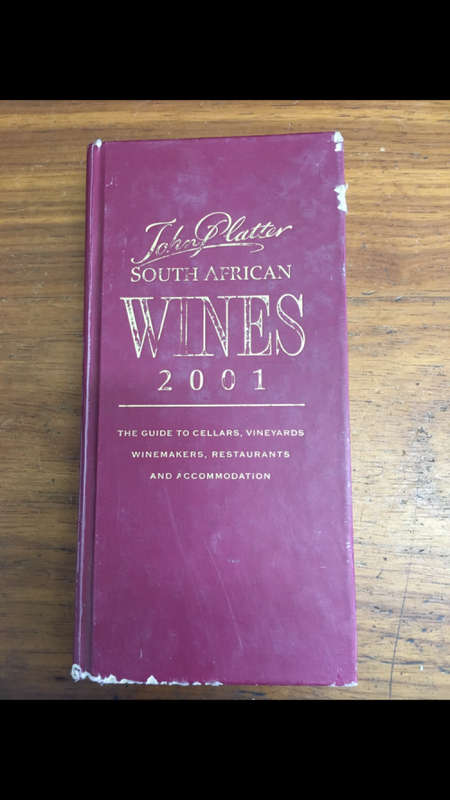 John Platter
SOUTH AFRICAN
WINES
2001
THE GUIDE TO CELLARS, VINEYARDS
WINEMAKERS, RESTAURANTS
AND ACCOMMODATION